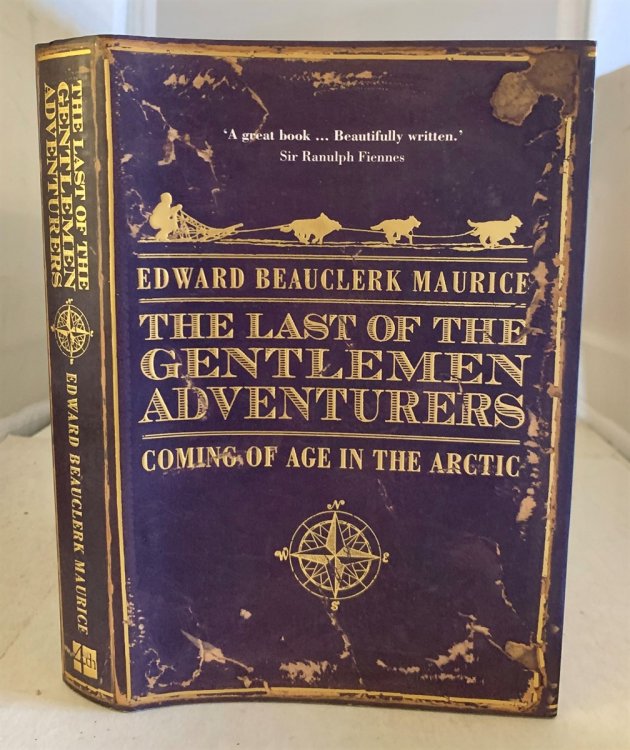 'A great book ... Beautifully written.'
Sir Ranulph Fiennes
EDWARD BEAUCLERK MAURICE
THE LAST OF THE
GENTLEMEN
ADVENTURERS
COMING OF AGE IN THE ARCTIC
N
W
E
S
THE LAST OF THE
GENTLEMEN
ADVENTURERS
EDWARD BEAUCLERK MAURICE
4th